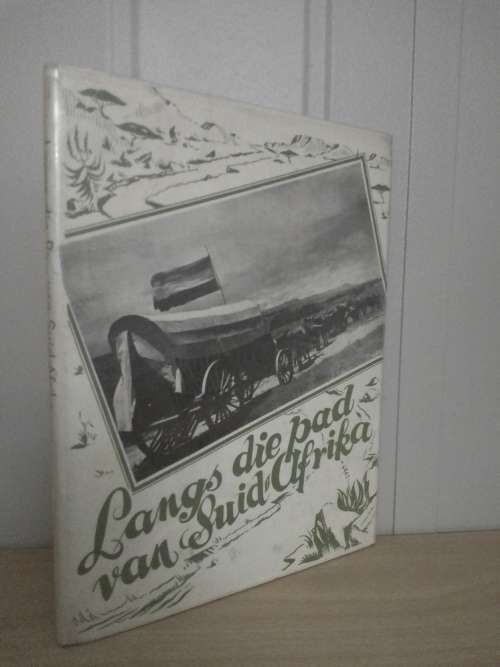 Langs die pad
van Suid Afrika